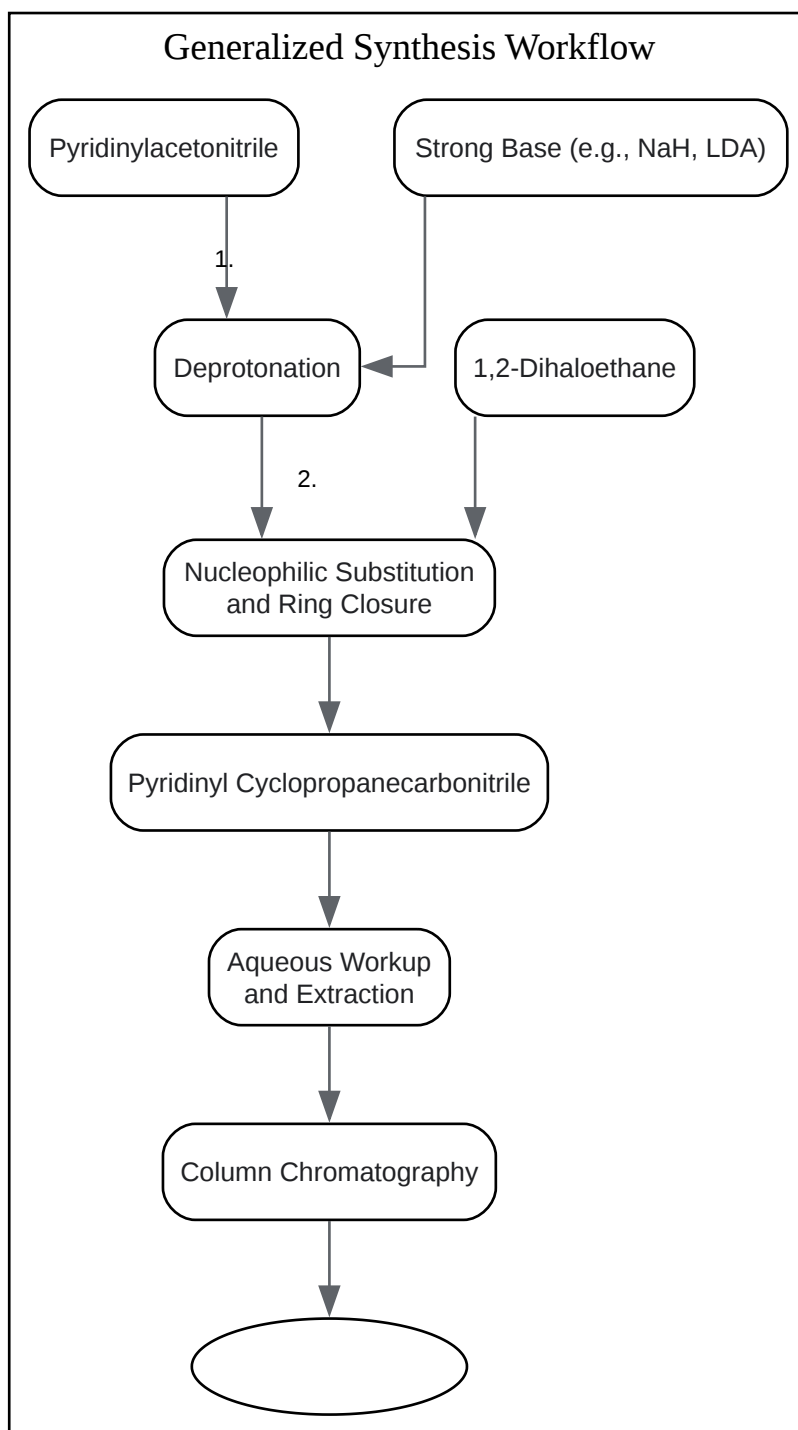 Generalized Synthesis Workflow
Pyridinylacetonitrile
Strong Base (e.g., NaH, LDA)
1.
Deprotonation
1,2-Dihaloethane
2.
Nucleophilic Substitution
and Ring Closure
Pyridinyl Cyclopropanecarbonitrile
Aqueous Workup
and Extraction
Column Chromatography